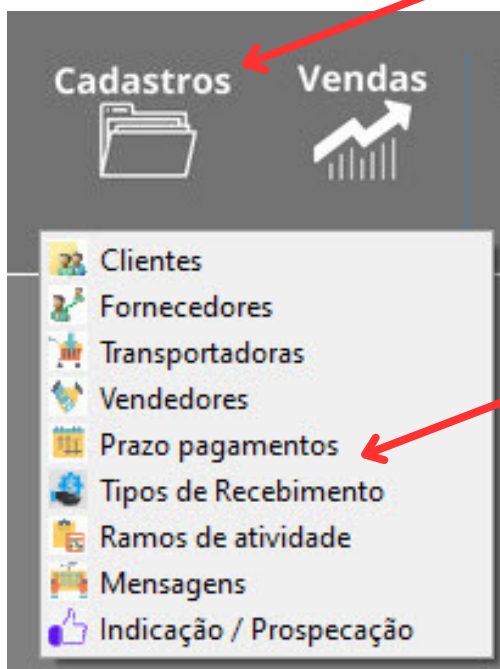 Cadastros Vendas
Clientes
Fornecedores
Transportadoras
Vendedores
Prazo pagamentos
Tipos de Recebimento
Ramos de atividade
Mensagens
Indicação / Prospecação